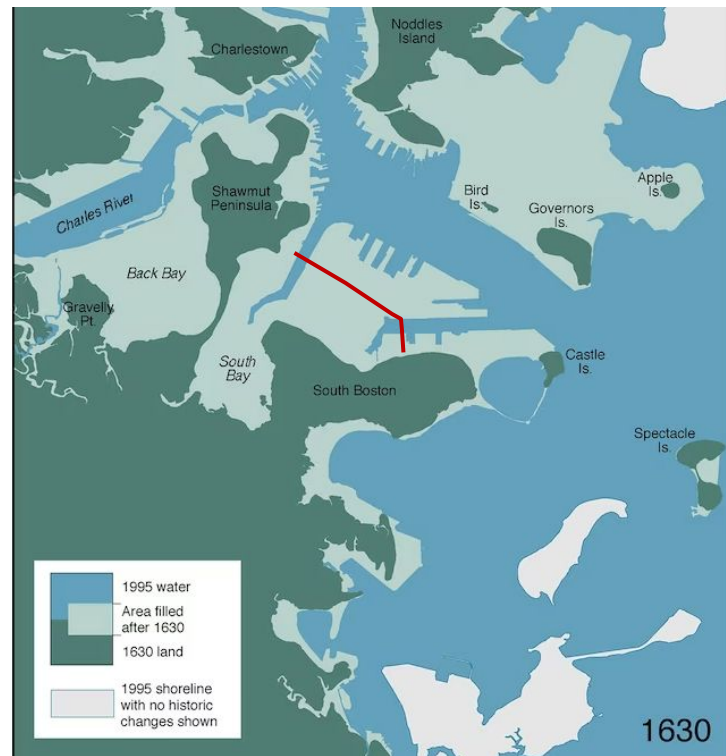 Charlestown
Noddles
Island
Shawmut
Peninsula
Charles River
Bird
Is.
Apple
Is.
Governors
Is.
Back Bay
Gravelly
Pt.
South
Bay
South Boston
Castle
Is.
Spectacle
Is.
1995 water
Area filled
after 1630
1630 land
1995 shoreline
with no historic
changes shown
1630